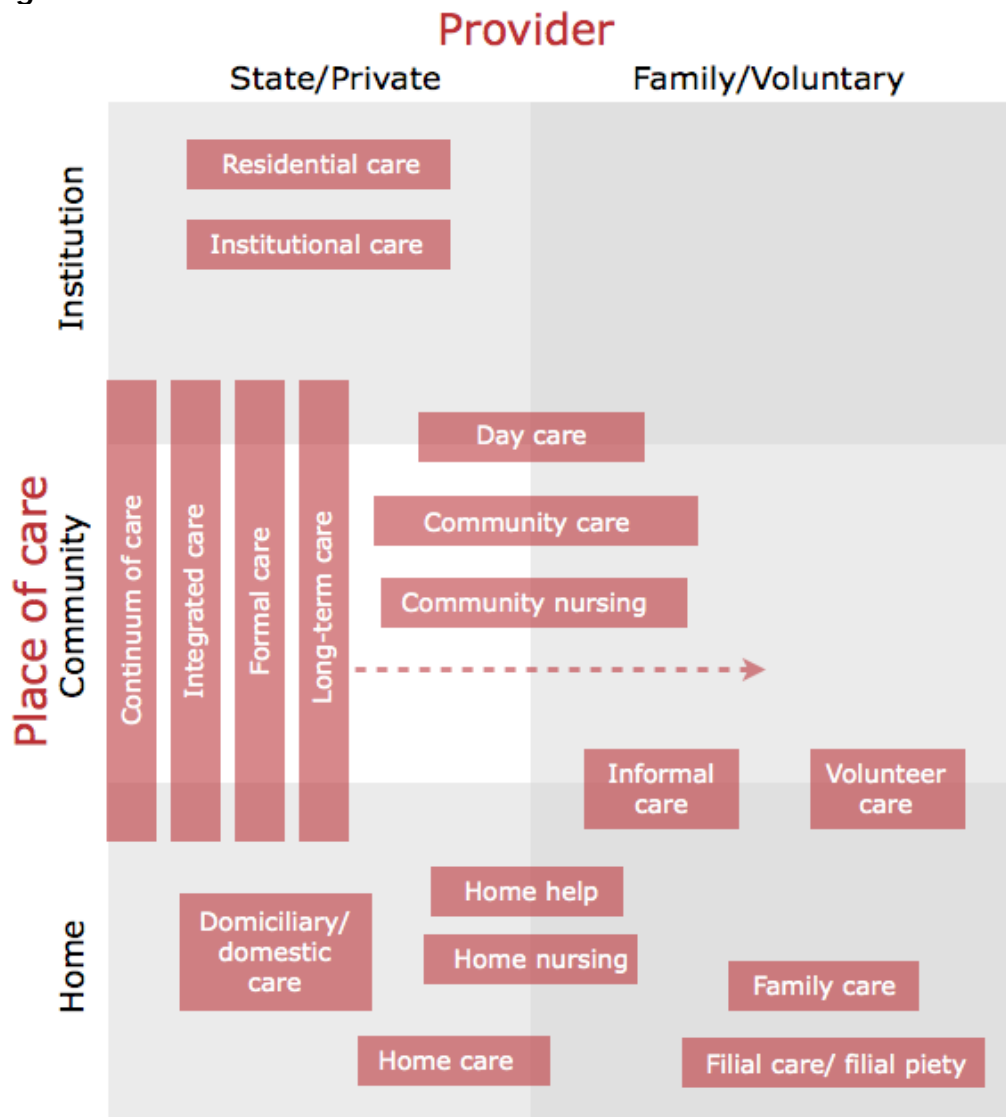 Provider
State/Private
Family/Voluntary
Place of care
Institution
Residential care
Institutional care
Community
Continuum of care
Integrated care
Formal care
Long-term care
Day care
Community care
Community nursing
Informal
care
Volunteer
care
Home
Domiciliary/
domestic
care
Home help
Home nursing
Family care
Home care
Filial care/ filial piety